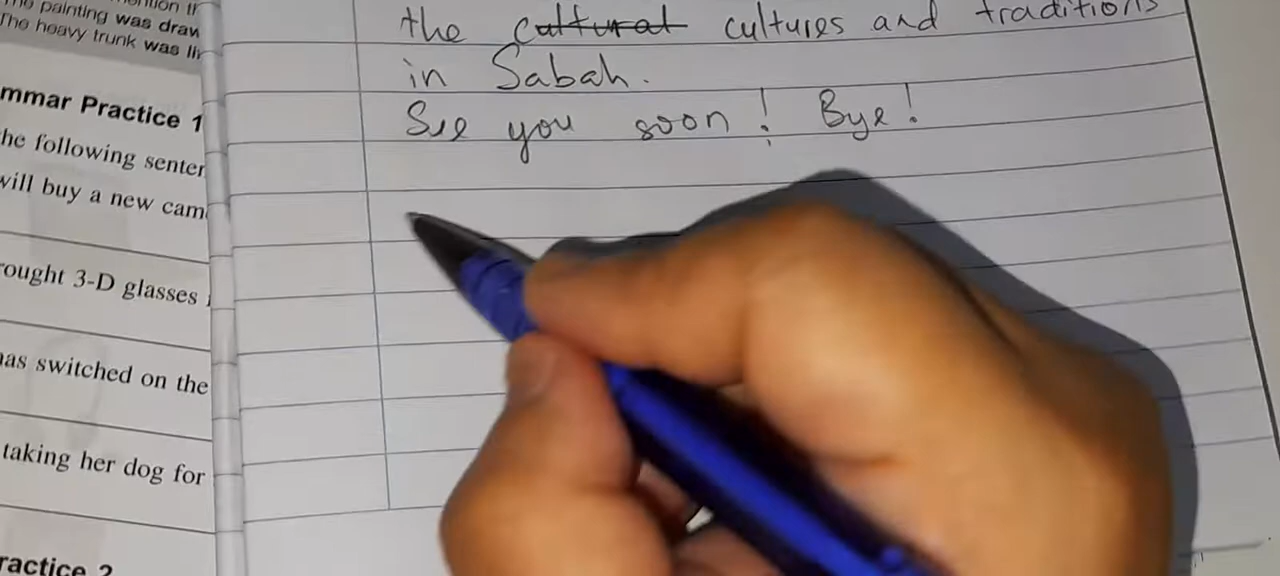 painting was draw
The heavy trunk was
mmar Practice 1
he following senter
will buy a new cam
rought 3-D glasses
as switched on the
taking her dog for
ractice 2
the cultural cultures and traditions
in Sabah.
See you soon! Bye!